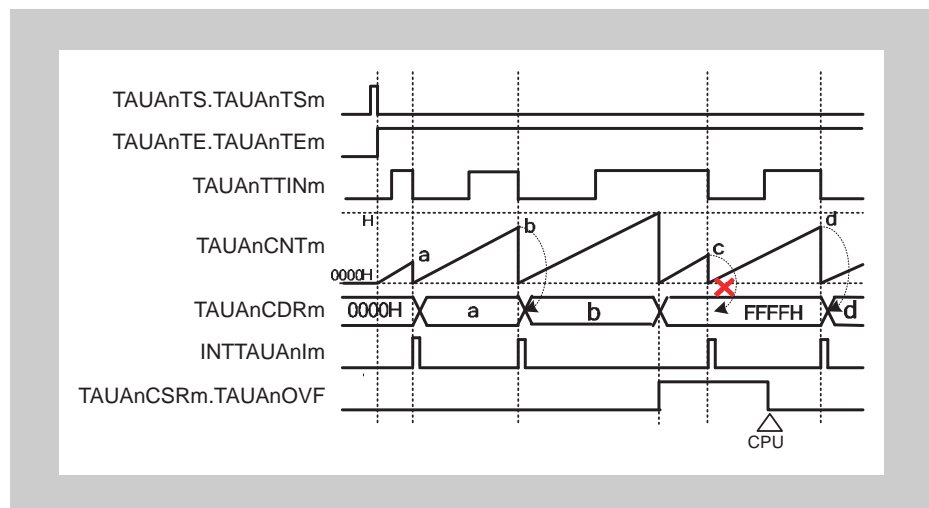 TAUAnTS.TAUAnTSm
TAUAnTE.TAUAnTEm
TAUAnTTINm
H
TAUAnCNTm
0000H
a
b
c
d
TAUAnCDRm
0000H
a
b
FFFFH
d
INTTAUAnIm
TAUAnCSRm.TAUAnOVF
CPU